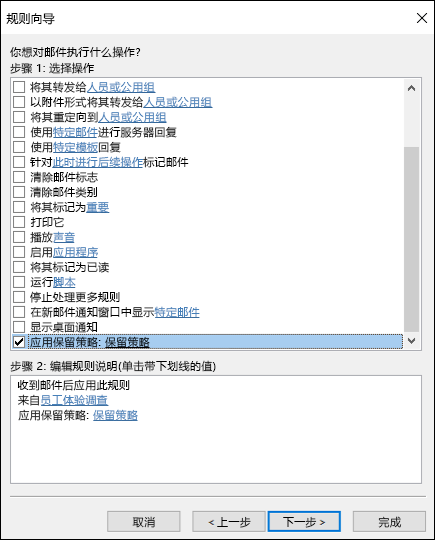 规则向导
你想对邮件执行什么操作?
步骤 1: 选择操作
将其转发给人员或公用组
以附件形式将其转发给人员或公用组
将其重定向到人员或公用组
使用特定邮件进行服务器回复
使用特定模板回复
针对此时进行后续操作标记邮件
清除邮件标志
清除邮件类别
将其标记为重要
打印它
播放声音
启用应用程序
将其标记为已读
运行脚本
停止处理更多规则
在新邮件通知窗口中显示特定邮件
显示桌面通知
应用保留策略: 保留策略
步骤 2: 编辑规则说明(单击带下划线的值)
收到邮件后应用此规则
来自员工体验调查
应用保留策略: 保留策略
取消
< 上一步
下一步 >
完成